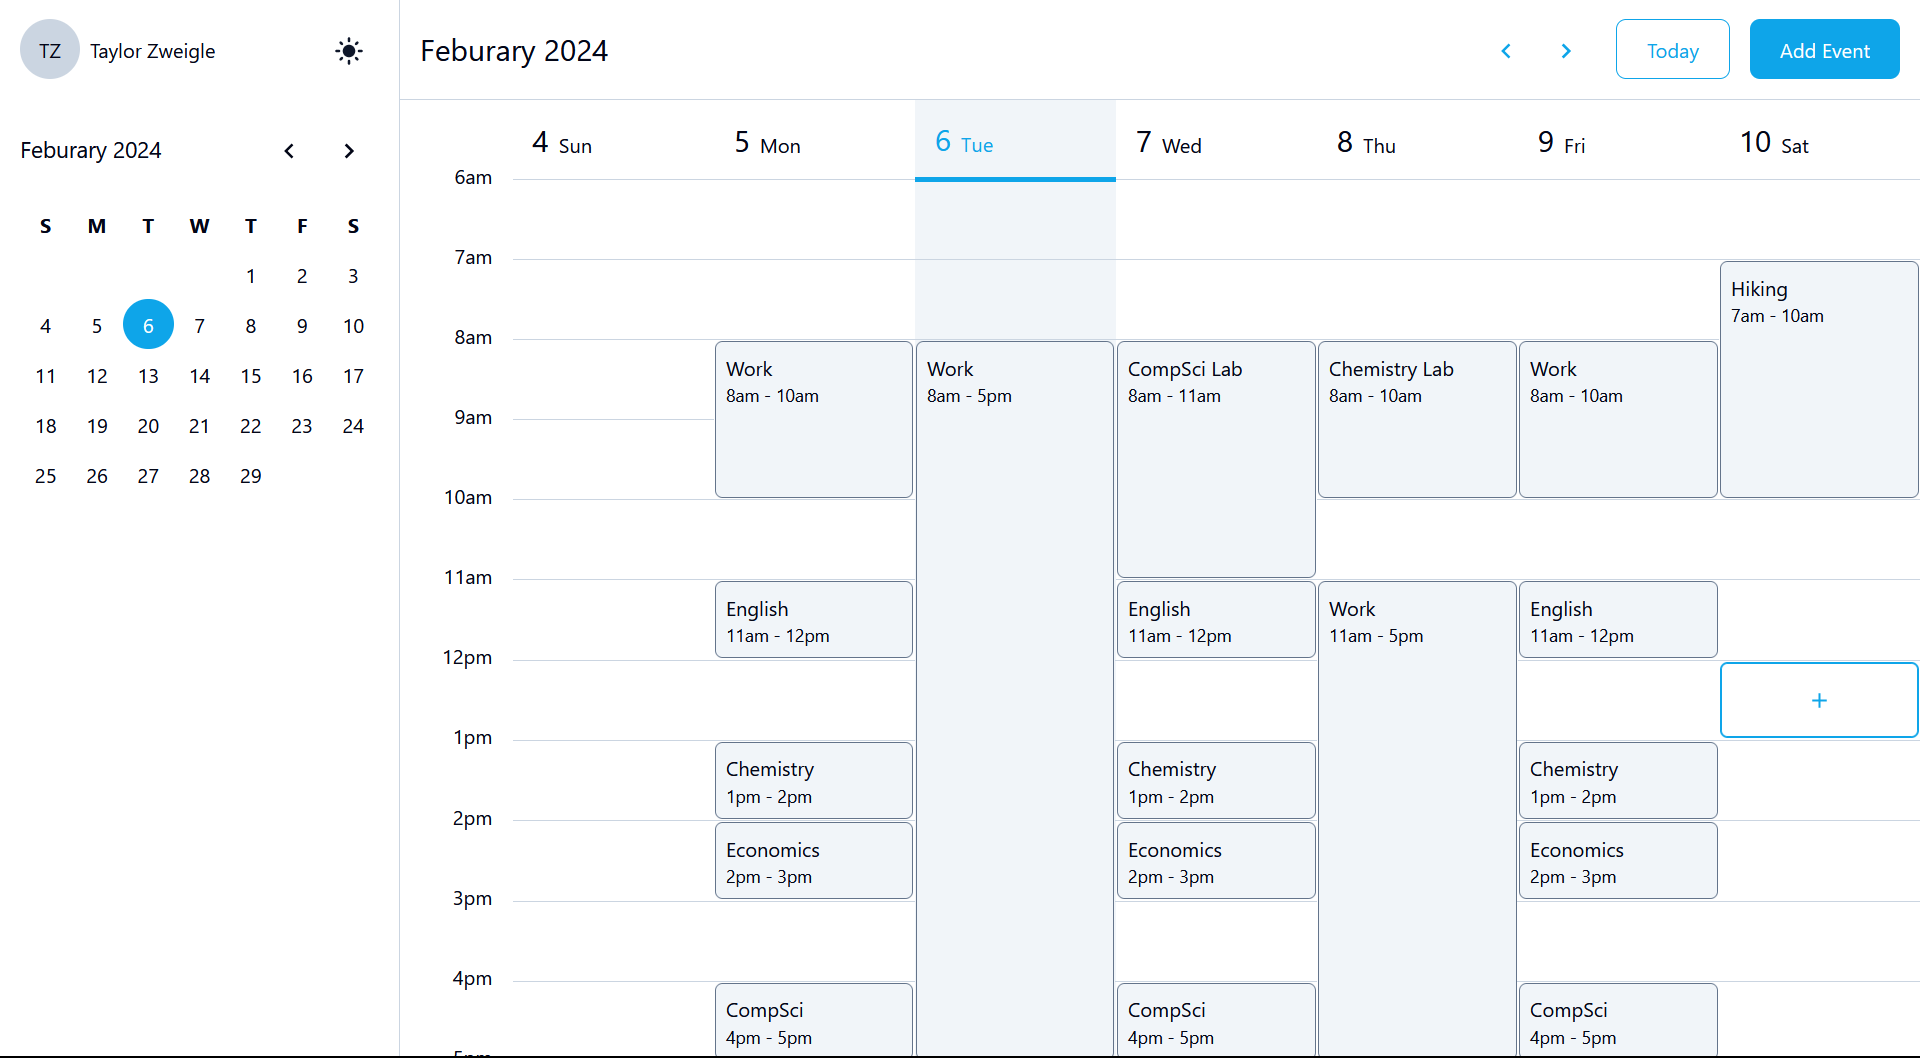 TZ Taylor Zweigle
Feburary 2024
S M T W T F S
1 2 3
4 5 6 7 8 9 10
11 12 13 14 15 16 17
18 19 20 21 22 23 24
25 26 27 28 29
Feburary 2024
Today
Add Event
4 Sun
5 Mon
6 Tue
7 Wed
8 Thu
9 Fri
10 Sat
6am
7am
8am
9am
10am
11am
12pm
1pm
2pm
3pm
4pm
5pm
Work
8am - 10am
English
11am - 12pm
Chemistry
1pm - 2pm
Economics
2pm - 3pm
CompSci
4pm - 5pm
Work
8am - 5pm
CompSci Lab
8am - 11am
English
11am - 12pm
Chemistry
1pm - 2pm
Economics
2pm - 3pm
CompSci
4pm - 5pm
Chemistry Lab
8am - 10am
Work
11am - 5pm
Work
8am - 10am
English
11am - 12pm
Chemistry
1pm - 2pm
Economics
2pm - 3pm
CompSci
4pm - 5pm
Hiking
7am - 10am
+